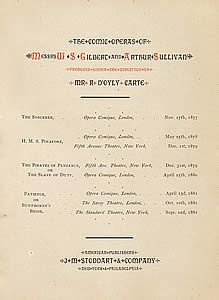 THE COMIC OPERAS OF
MESSRS W S GILBERT AND ARTHUR SULLIVAN
PRODUCED UNDER THE DIRECTION OF
MR R D'OYLY CARTE
THE SORCERER, Opera Comique, London, Nov. 17th, 1877
H. M. S. PINAFORE, Opera Comique, London, May 25th, 1878
Fifth Avenue Theatre, New York, Dec. 1st, 1879
THE PIRATES OF PENZANCE, Fifth Ave. Theatre, New York, Dec. 31st, 1879
OR
THE SLAVE OF DUTY, Opera Comique, London, April 25th, 1880
PATIENCE, Opera Comique, London, April 23d, 1881
OR The Savoy Theatre, London, Oct. 10th, 1881
BUNTHORNE'S
BRIDE, The Standard Theatre, New York, Sept. 22d, 1881
AMERICAN PUBLISHERS
J. M. STODDART & COMPANY
NEW YORK & PHILADELPHIA